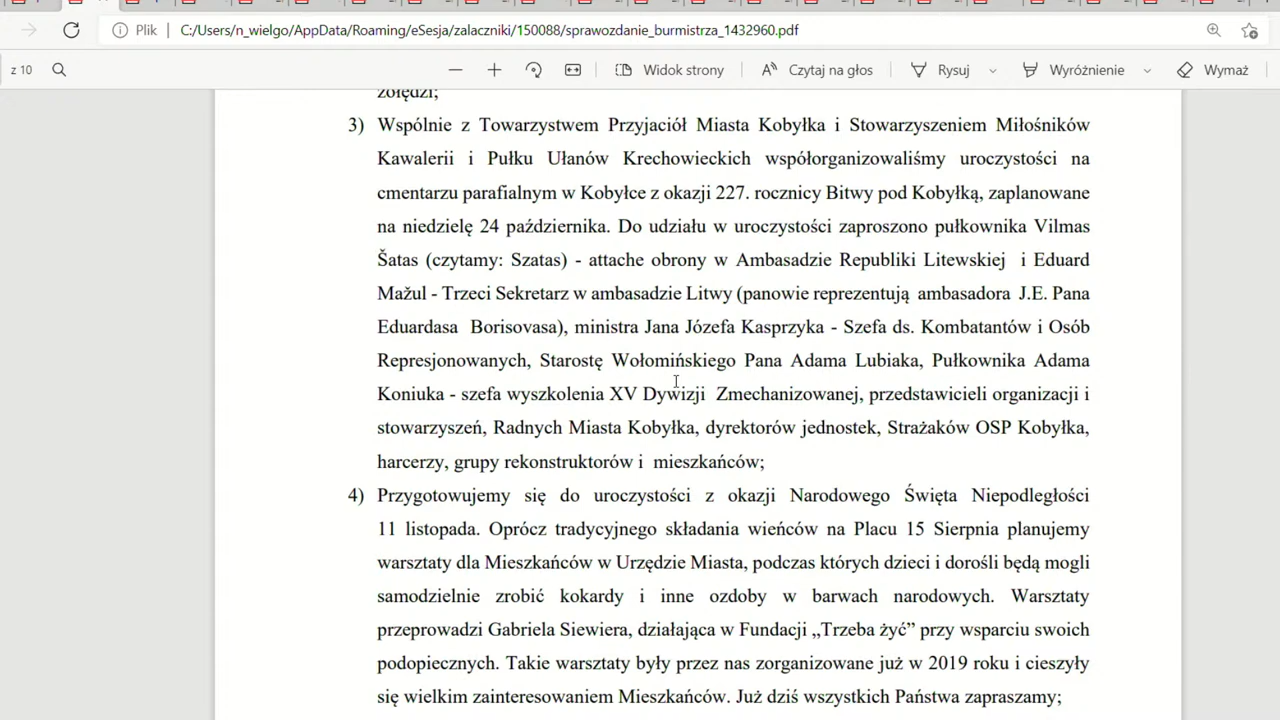 Plik C:/Users/n_wielgo/AppData/Roaming/eSesja/zalaczniki/150088/sprawozdanie_burmistrza_1432960.pdf
z 10 Widok strony Czytaj na głos Rysuj Wyróżnienie Wymaż
żołędzi;
3) Wspólnie z Towarzystwem Przyjaciół Miasta Kobyłka i Stowarzyszeniem Miłośników
Kawalerii i Pułku Ułanów Krechowieckich współorganizowaliśmy uroczystości na
cmentarzu parafialnym w Kobyłce z okazji 227. rocznicy Bitwy pod Kobyłką, zaplanowane
na niedzielę 24 października. Do udziału w uroczystości zaproszono pułkownika Vilmas
Šatas (czytamy: Szatas) - attache obrony w Ambasadzie Republiki Litewskiej i Eduard
Mažul - Trzeci Sekretarz w ambasadzie Litwy (panowie reprezentują ambasadora J.E. Pana
Eduardasa Borisovasa), ministra Jana Józefa Kasprzyka - Szefa ds. Kombatantów i Osób
Represjonowanych, Starostę Wołomińskiego Pana Adama Lubiaka, Pułkownika Adama
Koniuka - szefa wyszkolenia XV Dywizji Zmechanizowanej, przedstawicieli organizacji i
stowarzyszeń, Radnych Miasta Kobyłka, dyrektorów jednostek, Strażaków OSP Kobyłka,
harcerzy, grupy rekonstruktorów i mieszkańców;
4) Przygotowujemy się do uroczystości z okazji Narodowego Święta Niepodległości
11 listopada. Oprócz tradycyjnego składania wieńców na Placu 15 Sierpnia planujemy
warsztaty dla Mieszkańców w Urzędzie Miasta, podczas których dzieci i dorośli będą mogli
samodzielnie zrobić kokardy i inne ozdoby w barwach narodowych. Warsztaty
przeprowadzi Gabriela Siewiera, działająca w Fundacji „Trzeba żyć” przy wsparciu swoich
podopiecznych. Takie warsztaty były przez nas zorganizowane już w 2019 roku i cieszyły
się wielkim zainteresowaniem Mieszkańców. Już dziś wszystkich Państwa zapraszamy;